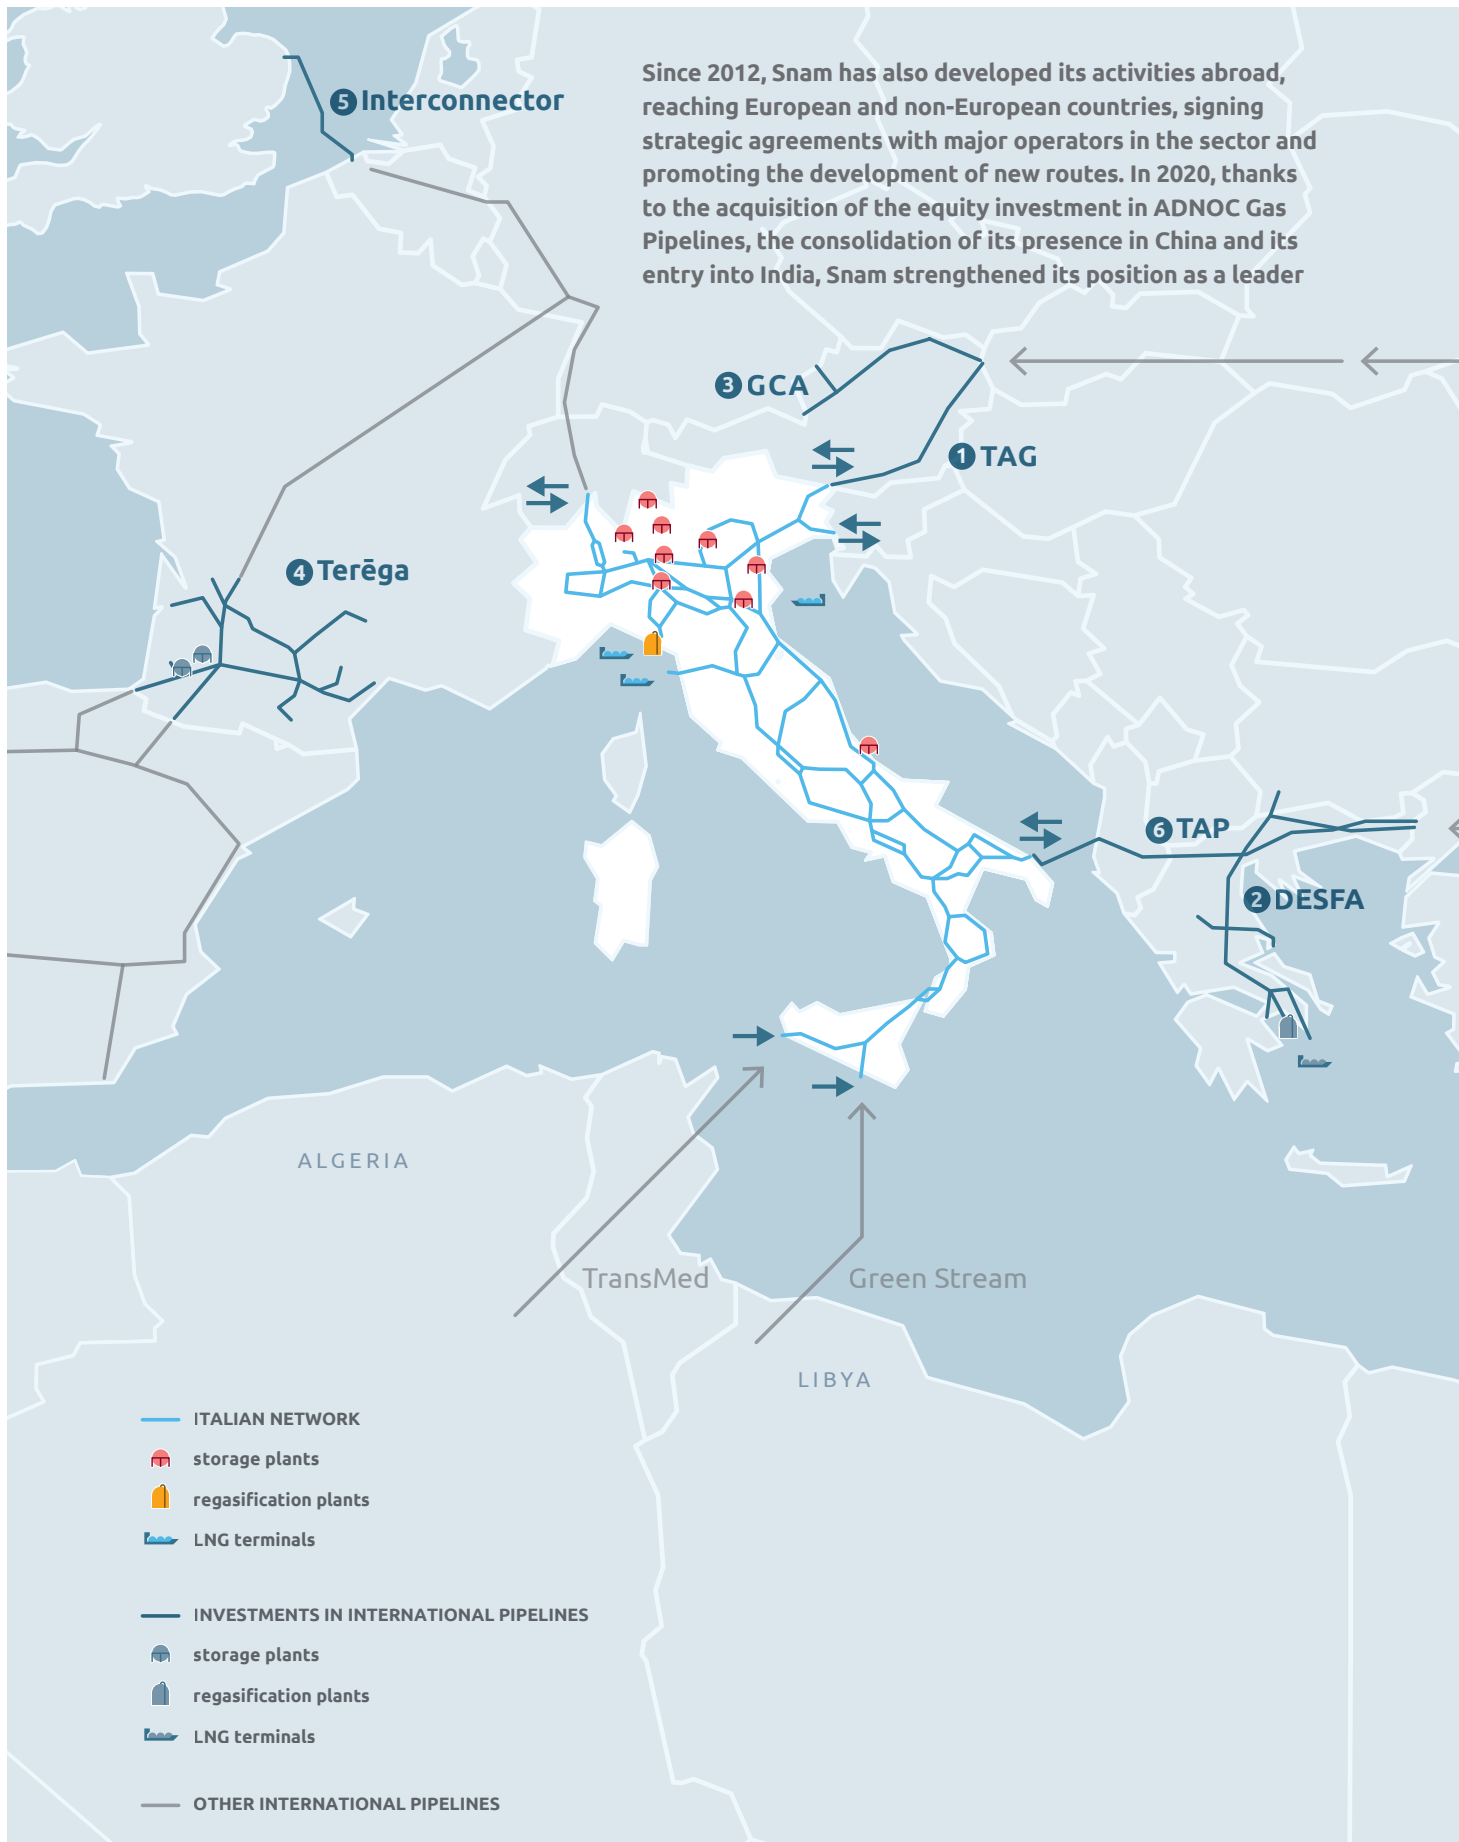 Since 2012, Snam has also developed its activities abroad,
reaching European and non-European countries, signing
strategic agreements with major operators in the sector and
promoting the development of new routes. In 2020, thanks
to the acquisition of the equity investment in ADNOC Gas
Pipelines, the consolidation of its presence in China and its
entry into India, Snam strengthened its position as a leader
5 Interconnector
3 GCA
1 TAG
4 Terēga
6 TAP
2 DESFA
ALGERIA
TransMed
Green Stream
LIBYA
ITALIAN NETWORK
storage plants
regasification plants
LNG terminals
INVESTMENTS IN INTERNATIONAL PIPELINES
storage plants
regasification plants
LNG terminals
OTHER INTERNATIONAL PIPELINES